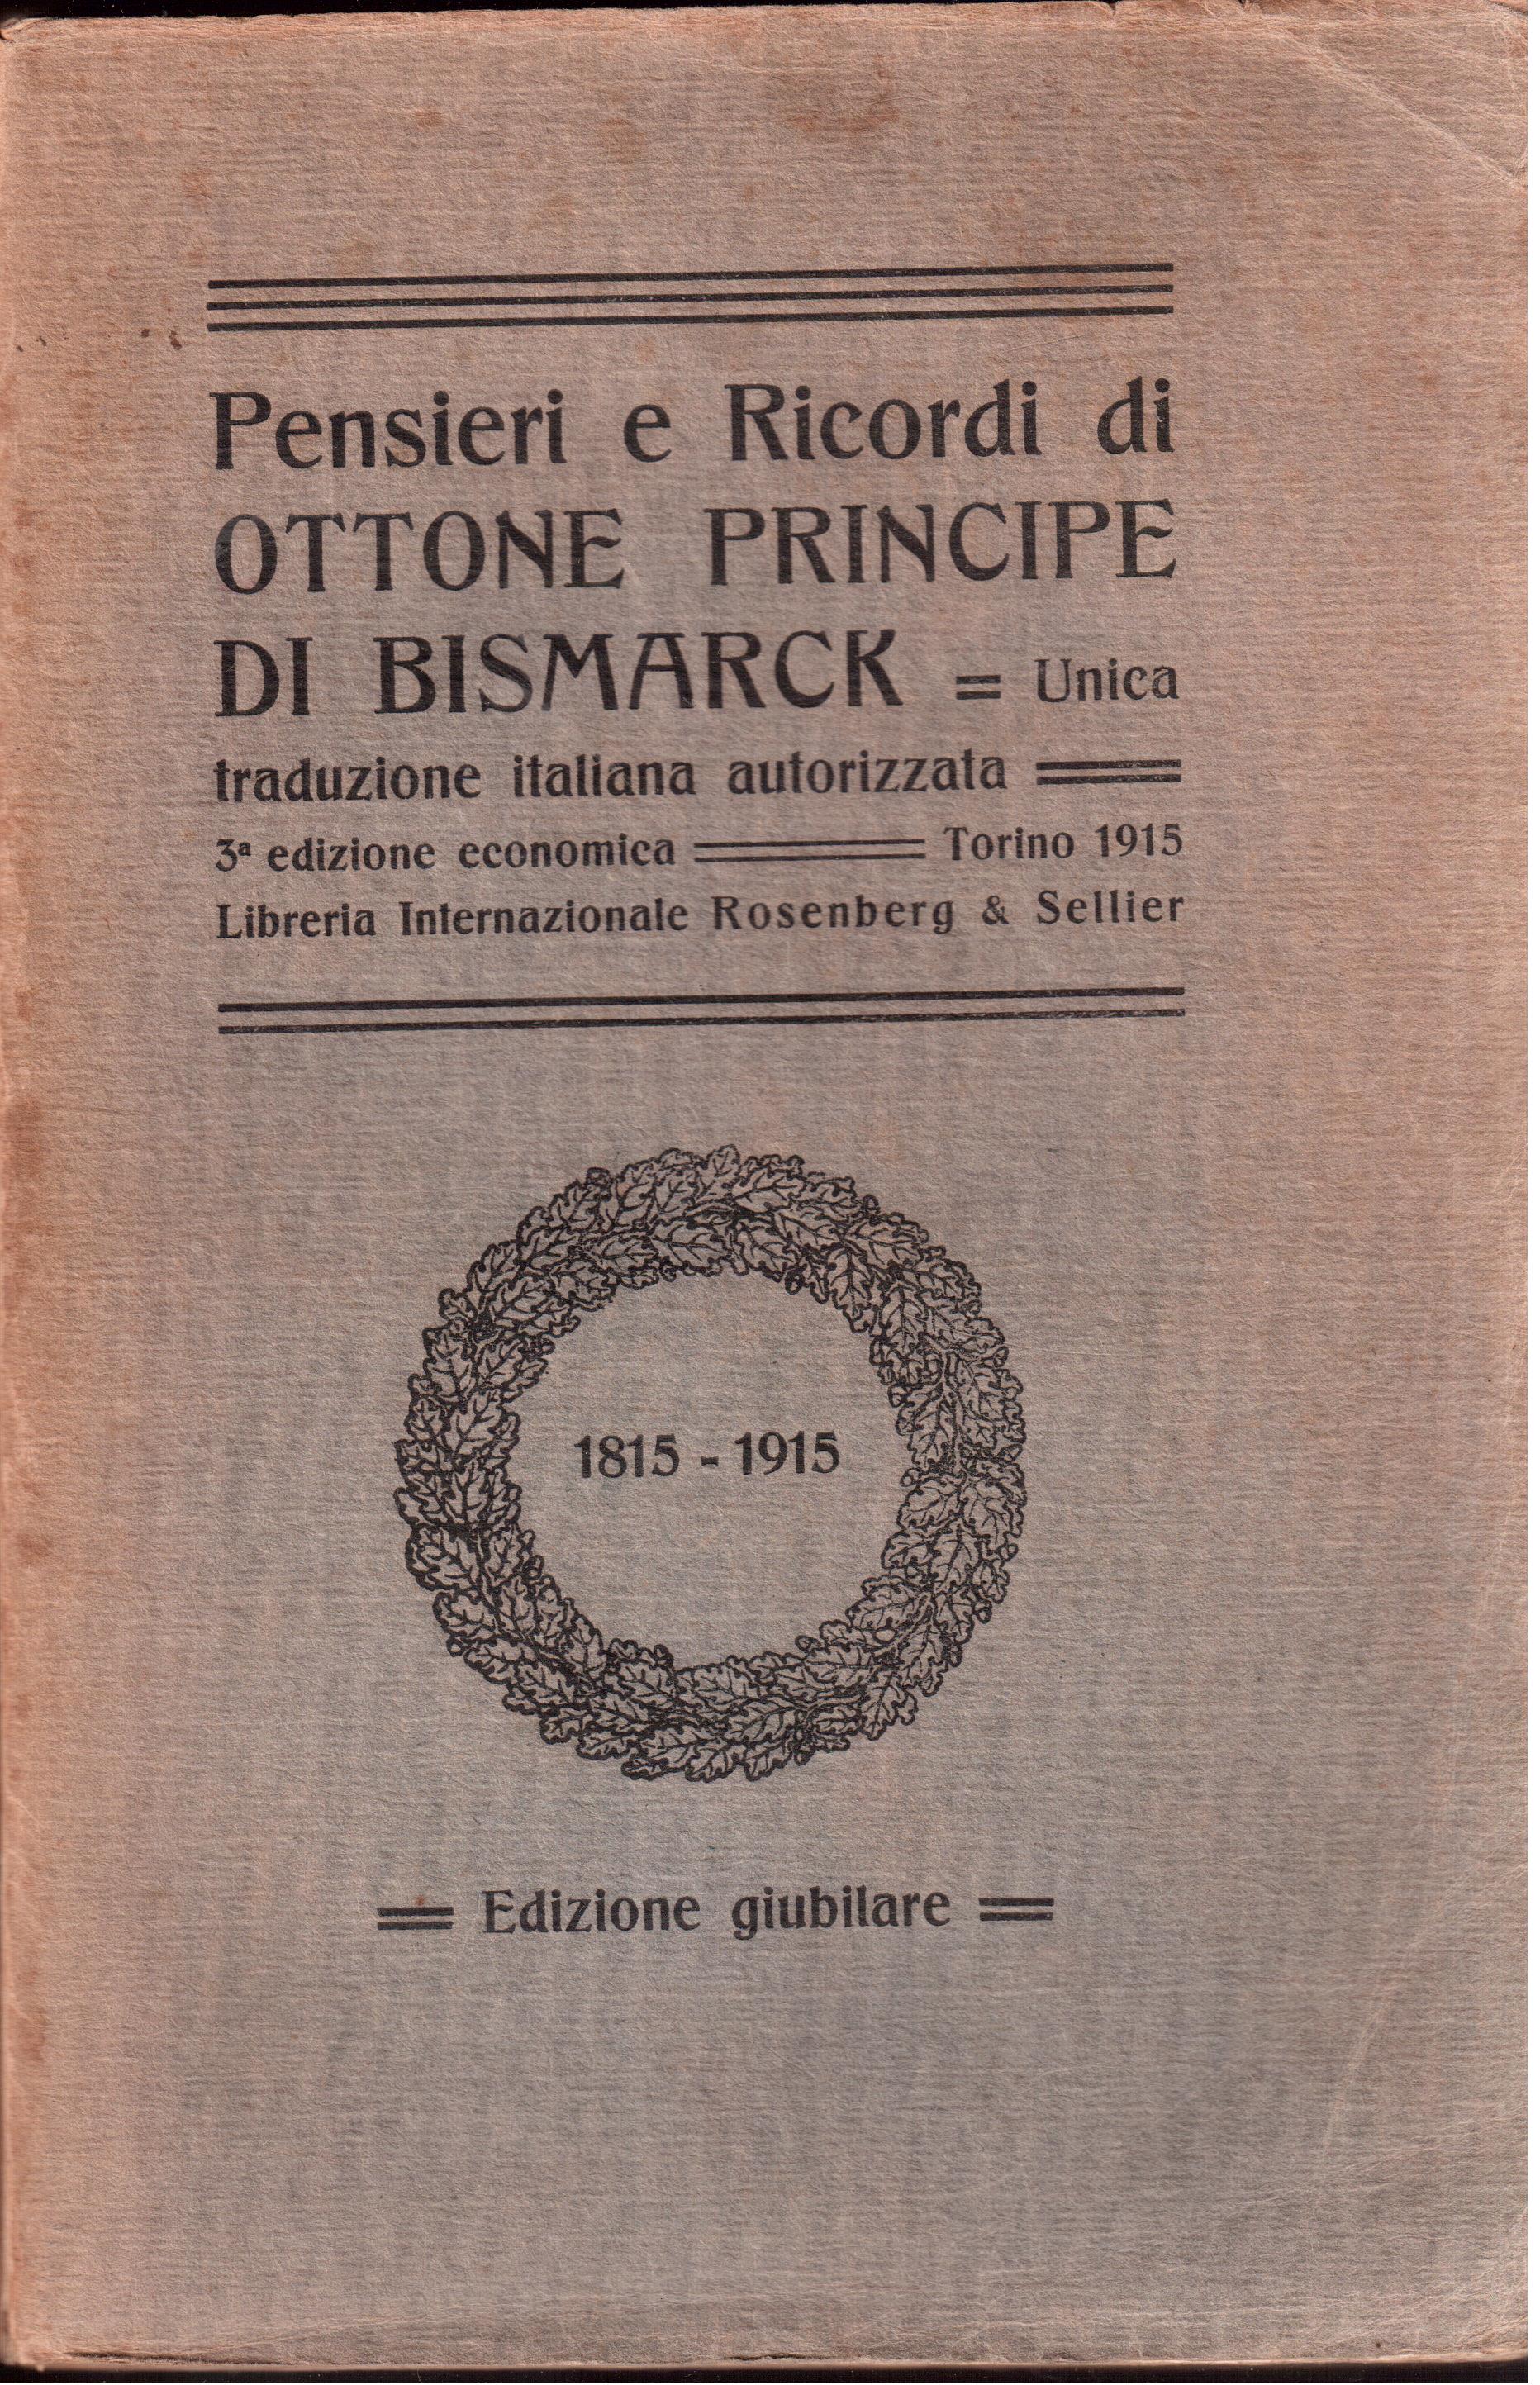 Pensieri e Ricordi di
OTTONE PRINCIPE
DI BISMARCK = Unica
traduzione italiana autorizzata
3ª edizione economica Torino 1915
Libreria Internazionale Rosenberg & Sellier
1815 - 1915
Edizione giubilare